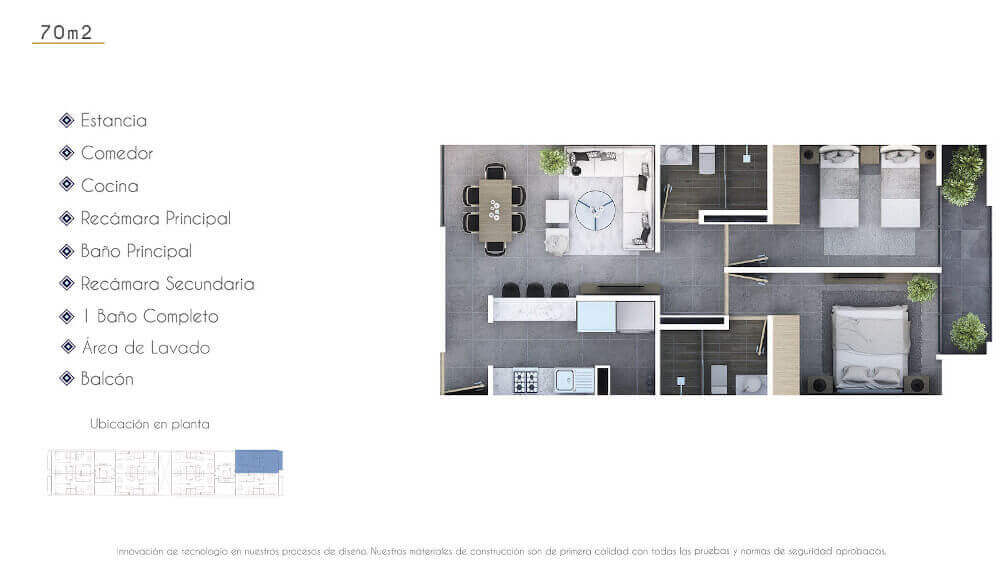 70m2
Estancia
Comedor
Cocina
Recámara Principal
Baño Principal
Recámara Secundaria
1 Baño Completo
Área de Lavado
Balcón
Ubicación en planta
Innovación de tecnología en nuestros procesos de diseño. Nuestros materiales de construcción son de primera calidad con todas las pruebas y normas de seguridad aprobadas.